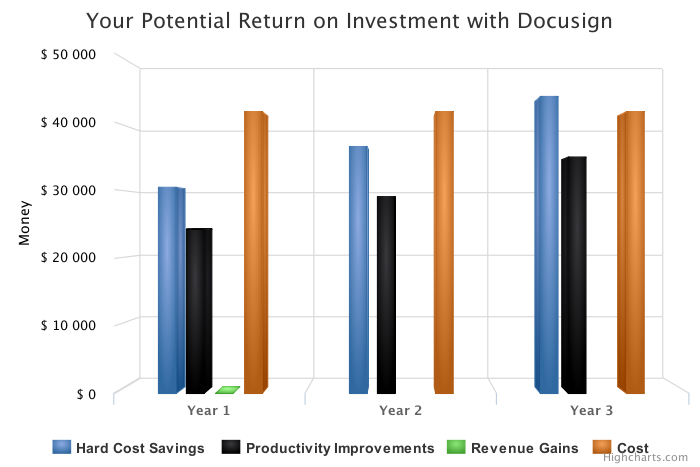 Your Potential Return on Investment with Docusign
$ 50 000
$ 40 000
$ 30 000
$ 20 000
$ 10 000
$ 0
Money
Year 1
Year 2
Year 3
Hard Cost Savings
Productivity Improvements
Revenue Gains
Cost
Highcharts.com